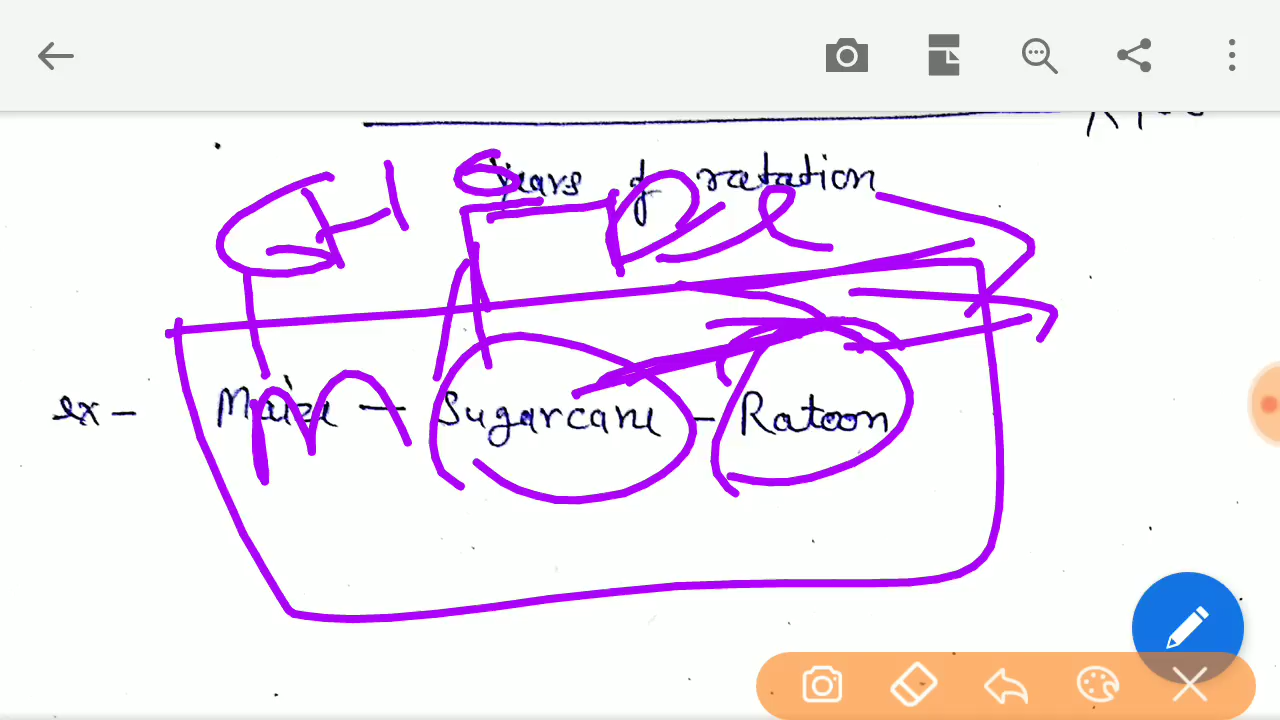 Years of rotation
ex - Maize - Sugarcane - Ratoon